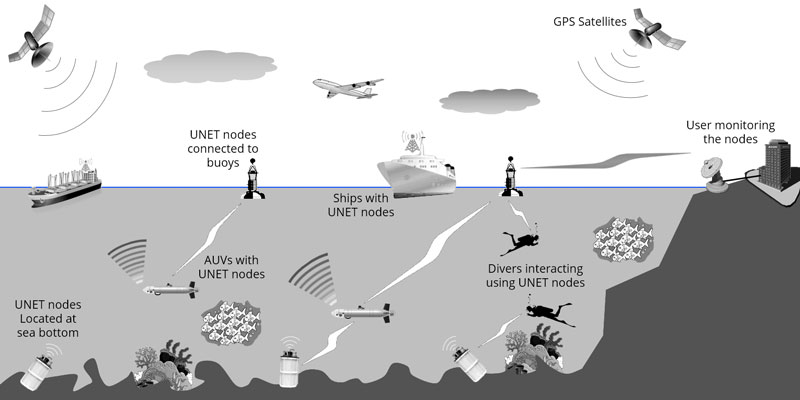 GPS Satellites
UNET nodes
connected to
buoys
User monitoring
the nodes
Ships with
UNET nodes
AUVs with
UNET nodes
Divers interacting
using UNET nodes
UNET nodes
Located at
sea bottom